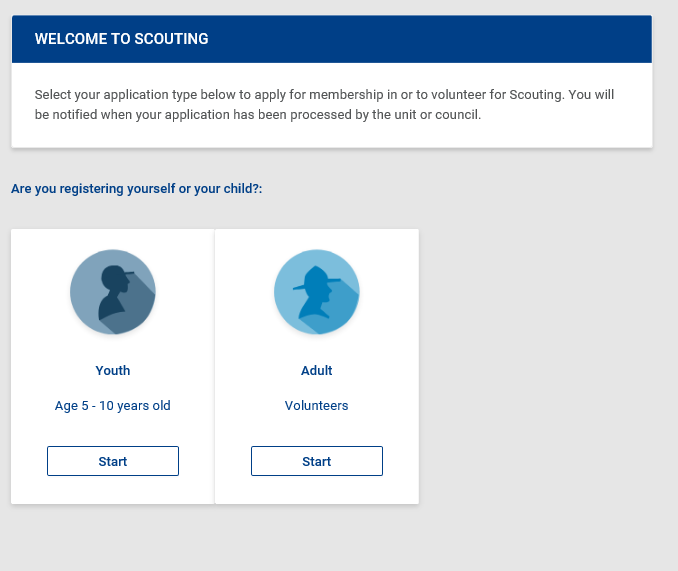 WELCOME TO SCOUTING
Select your application type below to apply for membership in or to volunteer for Scouting. You will
be notified when your application has been processed by the unit or council.
Are you registering yourself or your child?:
Youth
Age 5 - 10 years old
Start
Adult
Volunteers
Start